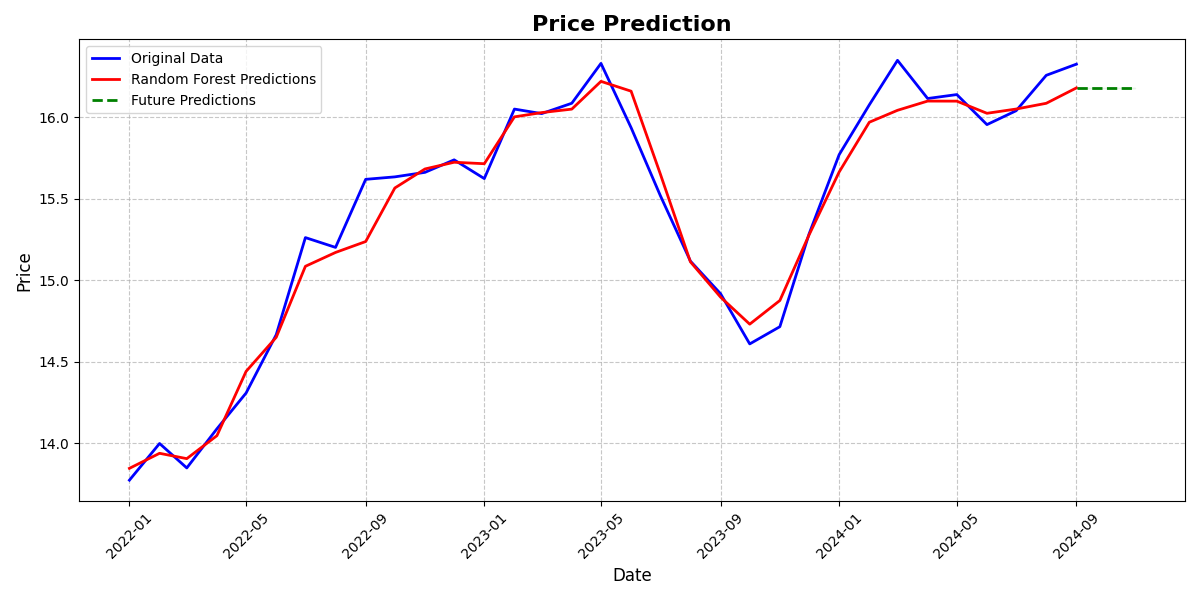 Price Prediction
Original Data
Random Forest Predictions
Future Predictions
Price
16.0
15.5
15.0
14.5
14.0
2022-01
2022-05
2022-09
2023-01
2023-05
2023-09
2024-01
2024-05
2024-09
Date